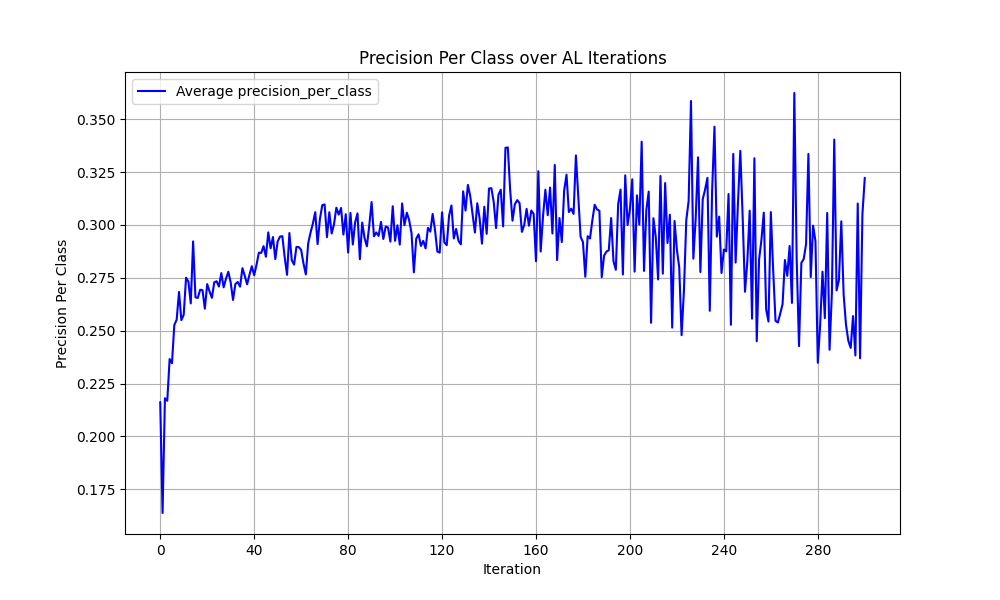 Precision Per Class over AL Iterations
Average precision_per_class
Precision Per Class
0.350
0.325
0.300
0.275
0.250
0.225
0.200
0.175
0 40 80 120 160 200 240 280
Iteration